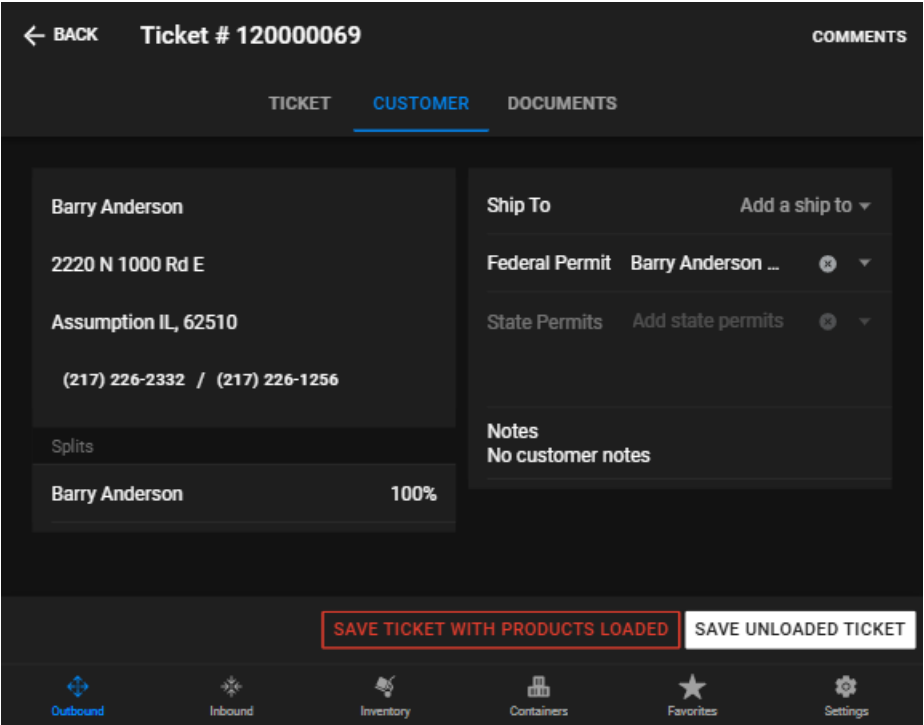 BACK Ticket # 120000069 COMMENTS
TICKET CUSTOMER DOCUMENTS
Barry Anderson
2220 N 1000 Rd E
Assumption IL, 62510
(217) 226-2332 / (217) 226-1256
Splits
Barry Anderson 100%
Ship To Add a ship to
Federal Permit Barry Anderson ...
State Permits Add state permits
Notes
No customer notes
SAVE TICKET WITH PRODUCTS LOADED SAVE UNLOADED TICKET
Outbound Inbound Inventory Containers Favorites Settings